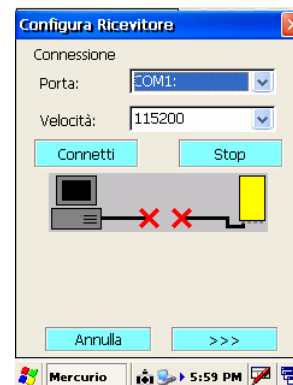 Configura Ricevitore
Connessione
Porta: COM1:
Velocità: 115200
Connetti Stop
Annulla >>>
Mercurio 5:59 PM